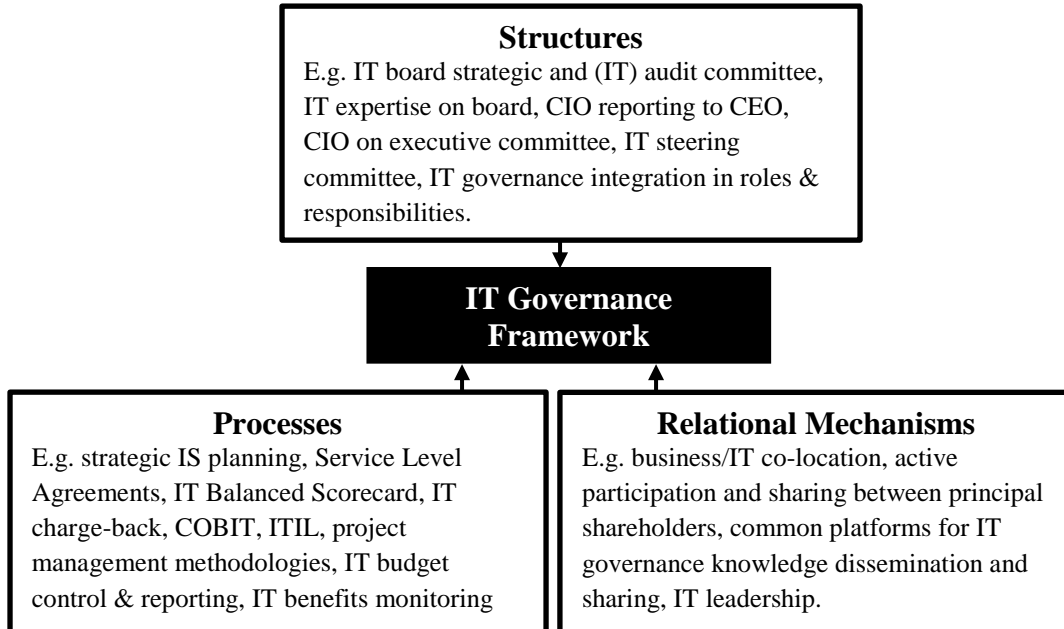 Structures
E.g. IT board strategic and (IT) audit committee,
IT expertise on board, CIO reporting to CEO,
CIO on executive committee, IT steering
committee, IT governance integration in roles &
responsibilities.
IT Governance
Framework
Processes
E.g. strategic IS planning, Service Level
Agreements, IT Balanced Scorecard, IT
charge-back, COBIT, ITIL, project
management methodologies, IT budget
control & reporting, IT benefits monitoring
Relational Mechanisms
E.g. business/IT co-location, active
participation and sharing between principal
shareholders, common platforms for IT
governance knowledge dissemination and
sharing, IT leadership.